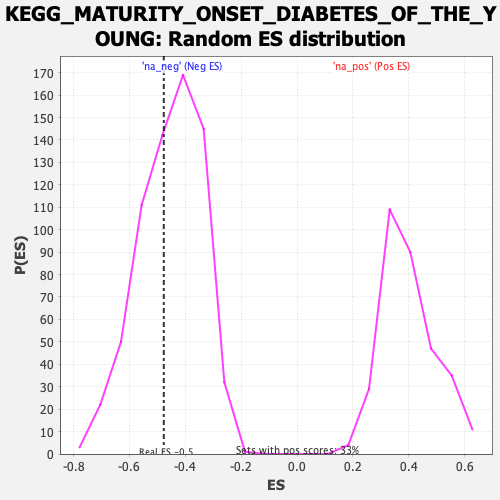 KEGG_MATURITY_ONSET_DIABETES_OF_THE_Y
OUNG: Random ES distribution
'na_neg' (Neg ES)
'na_pos' (Pos ES)
170
160
150
140
130
120
110
100
90
80
70
60
50
40
30
20
10
0
P(ES)
Real ES -0.5
Sets with pos scores: 33%
-0.8 -0.6 -0.4 -0.2 0.0 0.2 0.4 0.6
ES